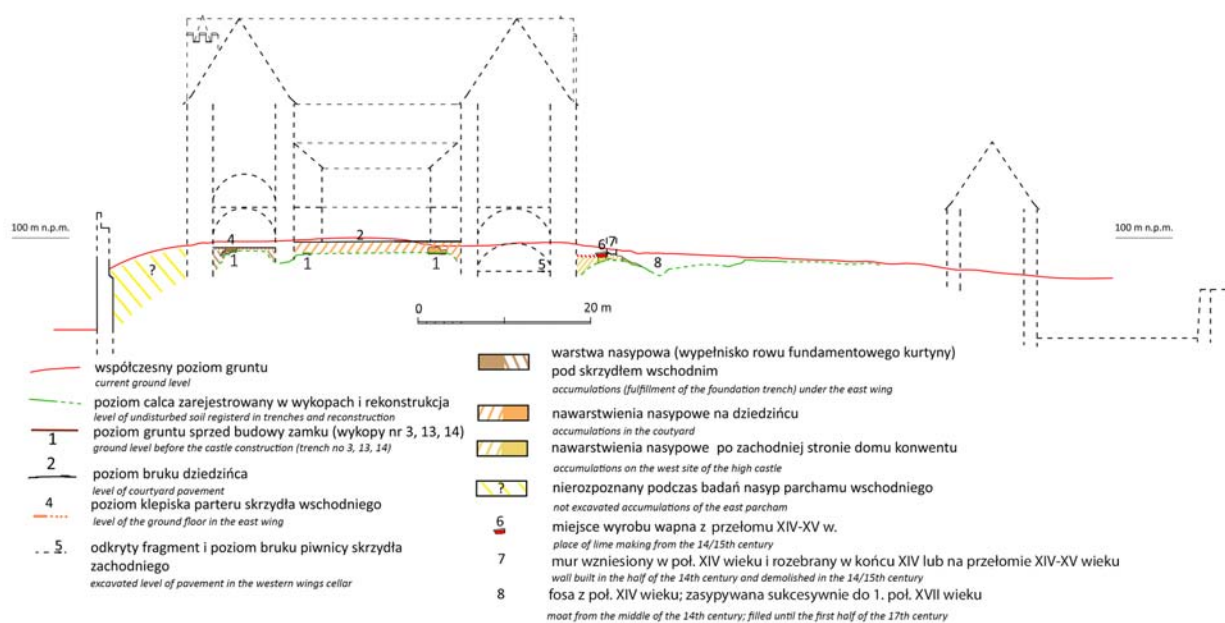 100 m n.p.m.
100 m n.p.m.
4
2
6
7
?
1
1
1
5
8
0
20 m
współczesny poziom gruntu
current ground level
poziom calca zarejestrowany w wykopach i rekonstrukcja
level of undisturbed soil registerd in trenches and reconstruction
1 poziom gruntu sprzed budowy zamku (wykopy nr 3, 13, 14)
ground level before the castle construction (trench no 3, 13, 14)
2 poziom bruku dziedzińca
level of courtyard pavement
4 poziom klepiska parteru skrzydła wschodniego
level of the ground floor in the east wing
5 odkryty fragment i poziom bruku piwnicy skrzydła
zachodniego
excavated level of pavement in the western wings cellar
warstwa nasypowa (wypełnisko rowu fundamentowego kurtyny)
pod skrzydłem wschodnim
accumulations (fulfillment of the foundation trench) under the east wing
nawarstwienia nasypowe na dziedzińcu
accumulations in the coutyard
nawarstwienia nasypowe po zachodniej stronie domu konwentu
accumulations on the west site of the high castle
? nierozpoznany podczas badań nasyp parchamu wschodniego
not excavated accumulations of the east parcham
6 miejsce wyrobu wapna z przełomu XIV-XV w.
place of lime making from the 14/15th century
7 mur wzniesiony w poł. XIV wieku i rozebrany w końcu XIV lub na przełomie XIV-XV wieku
wall built in the half of the 14th century and demolished in the 14/15th century
8 fosa z poł. XIV wieku; zasypywana sukcesywnie do 1. poł. XVII wieku
moat from the middle of the 14th century; filled until the first half of the 17th century